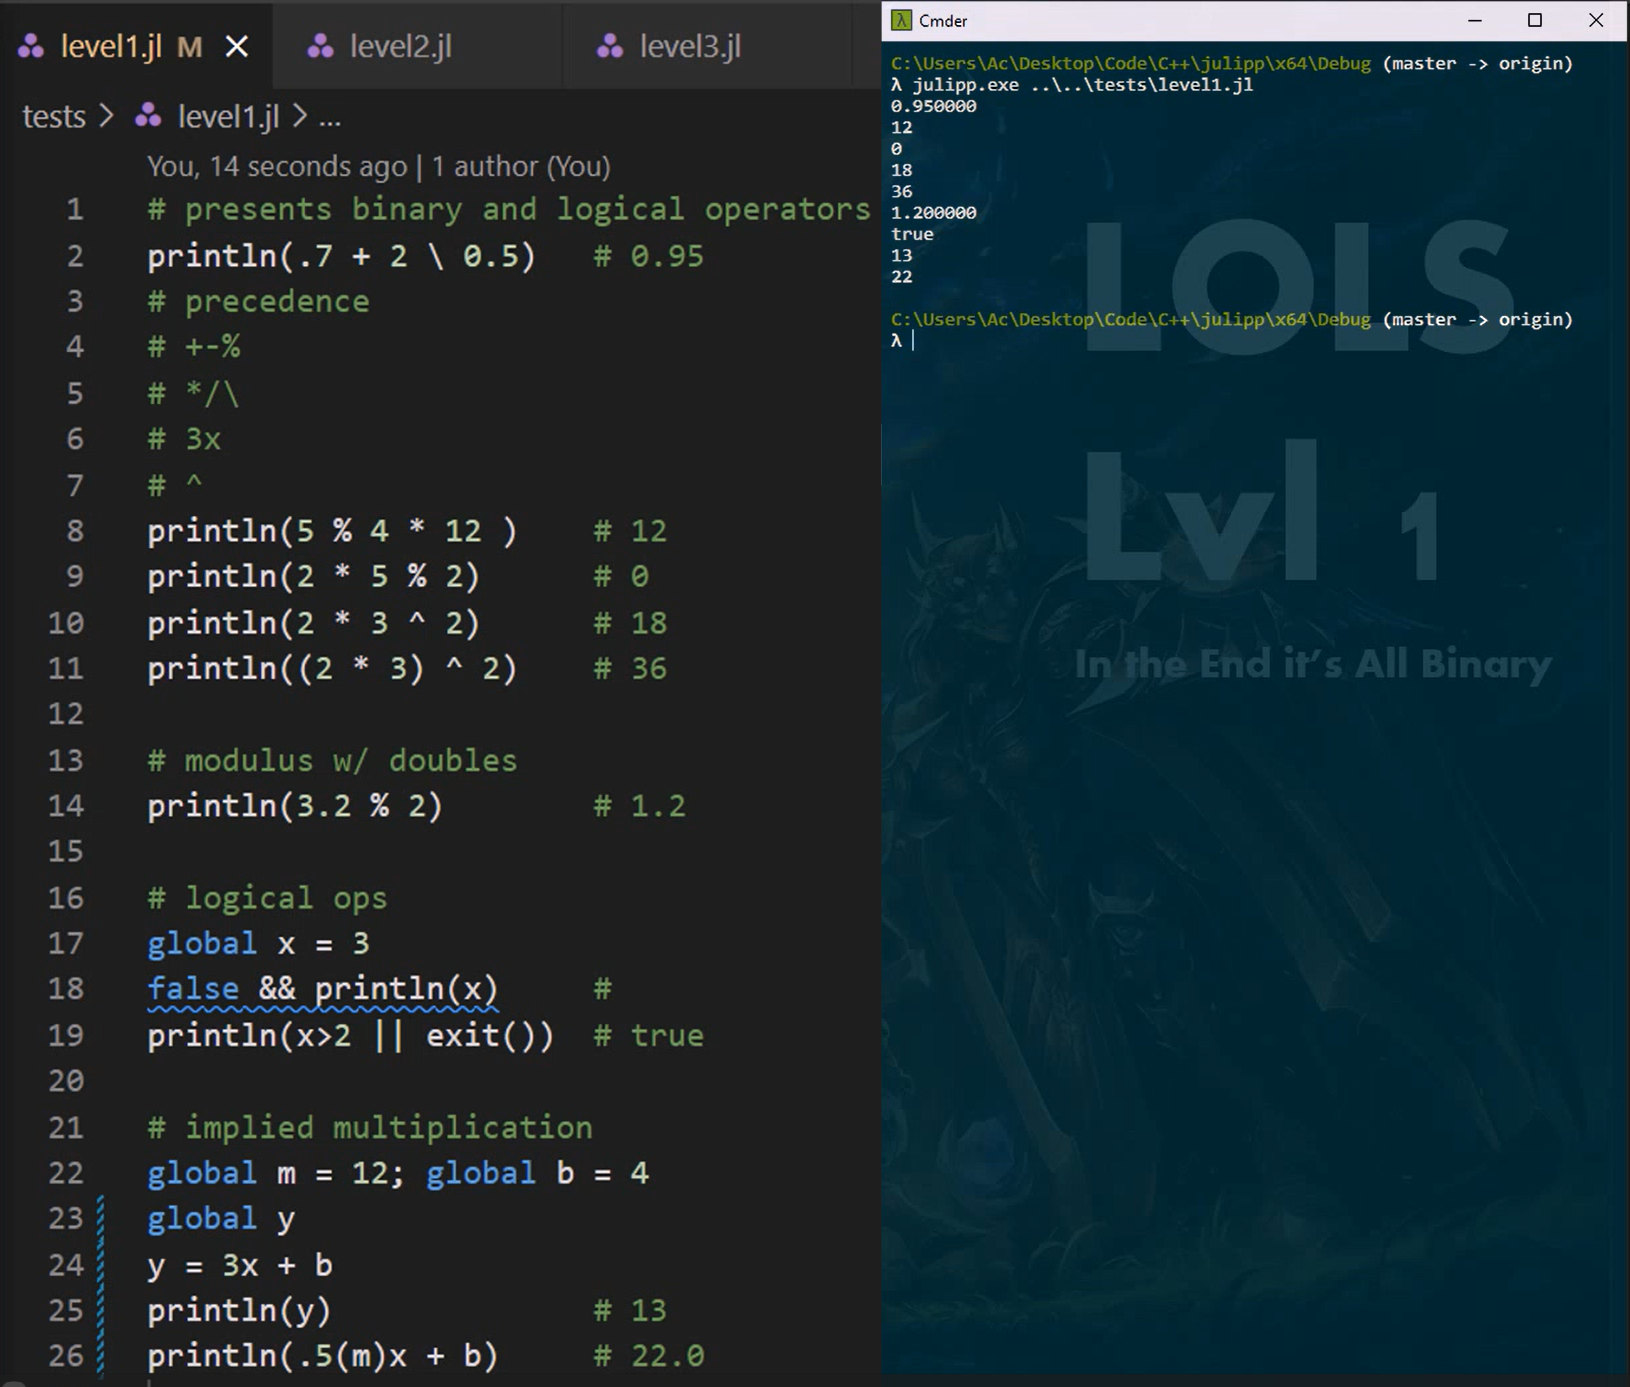 level1.jl M
level2.jl
level3.jl
tests > level1.jl > ...
You, 14 seconds ago | 1 author (You)
1 # presents binary and logical operators
2 println(.7 + 2 \ 0.5) # 0.95
3 # precedence
4 # +-%
5 # */\
6 # 3x
7 # ^
8 println(5 % 4 * 12 ) # 12
9 println(2 * 5 % 2) # 0
10 println(2 * 3 ^ 2) # 18
11 println((2 * 3) ^ 2) # 36
12
13 # modulus w/ doubles
14 println(3.2 % 2) # 1.2
15
16 # logical ops
17 global x = 3
18 false && println(x) #
19 println(x>2 || exit()) # true
20
21 # implied multiplication
22 global m = 12; global b = 4
23 global y
24 y = 3x + b
25 println(y) # 13
26 println(.5(m)x + b) # 22.0
λ Cmder
C:\Users\Ac\Desktop\Code\C++\julipp\x64\Debug (master -> origin)
λ julipp.exe ..\..\tests\level1.jl
0.950000
12
0
18
36
1.200000
true
13
22
C:\Users\Ac\Desktop\Code\C++\julipp\x64\Debug (master -> origin)
λ
LOLS
Lvl 1
In the End it's All Binary